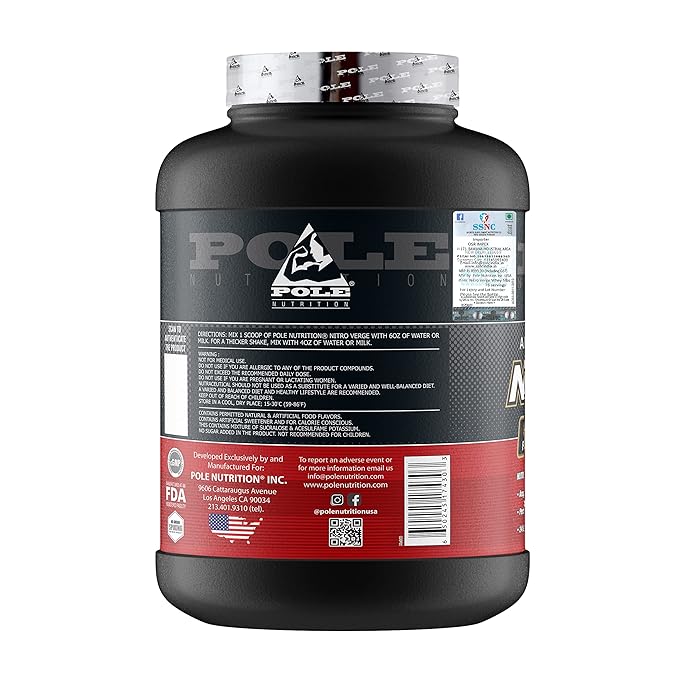 POLE
POLE
NUTRITION
POLE
NUTRITION
SCAN TO
AUTHENTICATE
THE PRODUCT
DIRECTIONS: MIX 1 SCOOP OF POLE NUTRITION® NITRO VERGE WITH 6OZ OF WATER OR
MILK. FOR A THICKER SHAKE, MIX WITH 4OZ OF WATER OR MILK.
WARNING :
NOT FOR MEDICAL USE.
DO NOT USE IF YOU ARE ALLERGIC TO ANY OF THE PRODUCT COMPOUNDS.
DO NOT EXCEED THE RECOMMENDED DAILY DOSE.
DO NOT USE IF YOU ARE PREGNANT OR LACTATING WOMEN.
NUTRACEUTICAL SHOULD NOT BE USED AS A SUBSTITUTE FOR A VARIED AND WELL-BALANCED DIET.
A VARIED AND BALANCED DIET AND HEALTHY LIFESTYLE ARE RECOMMENDED.
KEEP OUT OF REACH OF CHILDREN.
STORE IN A COOL, DRY PLACE; 15-30°C (59-86°F)
CONTAINS PERMITTED NATURAL & ARTIFICIAL FOOD FLAVORS.
CONTAINS ARTIFICIAL SWEETENER AND FOR CALORIE CONSCIOUS.
THIS CONTAINS MIXTURE OF SUCRALOSE & ACESULFAME POTASSIUM.
NO SUGAR ADDED IN THE PRODUCT. NOT RECOMMENDED FOR CHILDREN.
SSNC
Importer
GMP
FDA
Developed Exclusively by and
Manufactured For:
POLE NUTRITION® INC.
9606 Cattaraugus Avenue
Los Angeles CA 90034
213.401.9310 (tel).
To report an adverse event or
for more information email us
info@polenutrition.com
www.polenutrition.com
@polenutritionusa